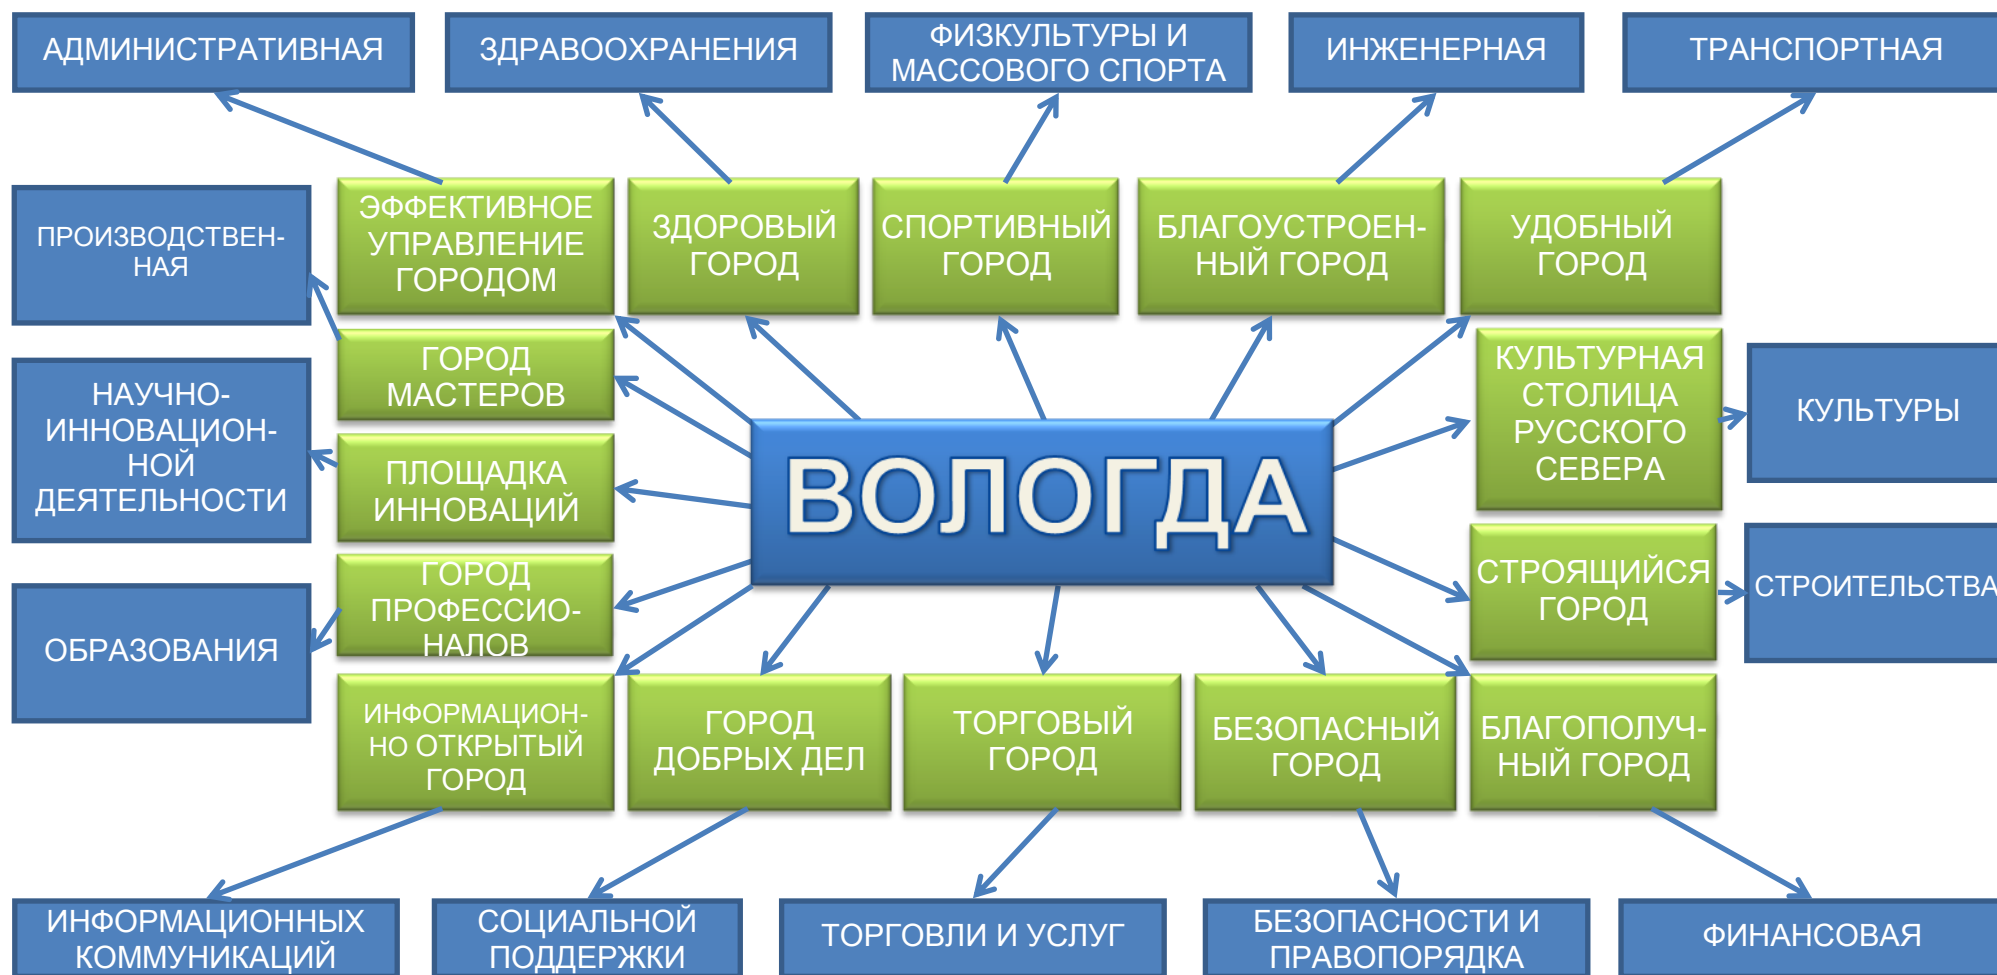 АДМИНИСТРАТИВНАЯ
ЗДРАВООХРАНЕНИЯ
ФИЗКУЛЬТУРЫ И
МАССОВОГО СПОРТА
ИНЖЕНЕРНАЯ
ТРАНСПОРТНАЯ
ПРОИЗВОДСТВЕН-
НАЯ
ЭФФЕКТИВНОЕ
УПРАВЛЕНИЕ
ГОРОДОМ
ЗДОРОВЫЙ
ГОРОД
СПОРТИВНЫЙ
ГОРОД
БЛАГОУСТРОЕН-
НЫЙ ГОРОД
УДОБНЫЙ
ГОРОД
НАУЧНО-
ИННОВАЦИОН-
НОЙ
ДЕЯТЕЛЬНОСТИ
ГОРОД
МАСТЕРОВ
КУЛЬТУРНАЯ
СТОЛИЦА
РУССКОГО
СЕВЕРА
КУЛЬТУРЫ
ПЛОЩАДКА
ИННОВАЦИЙ
ВОЛОГДА
ОБРАЗОВАНИЯ
ГОРОД
ПРОФЕССИО-
НАЛОВ
СТРОЯЩИЙСЯ
ГОРОД
СТРОИТЕЛЬСТВА
ИНФОРМАЦИОН-
НО ОТКРЫТЫЙ
ГОРОД
ГОРОД
ДОБРЫХ ДЕЛ
ТОРГОВЫЙ
ГОРОД
БЕЗОПАСНЫЙ
ГОРОД
БЛАГОПОЛУЧ-
НЫЙ ГОРОД
ИНФОРМАЦИОННЫХ
КОММУНИКАЦИЙ
СОЦИАЛЬНОЙ
ПОДДЕРЖКИ
ТОРГОВЛИ И УСЛУГ
БЕЗОПАСНОСТИ И
ПРАВОПОРЯДКА
ФИНАНСОВАЯ